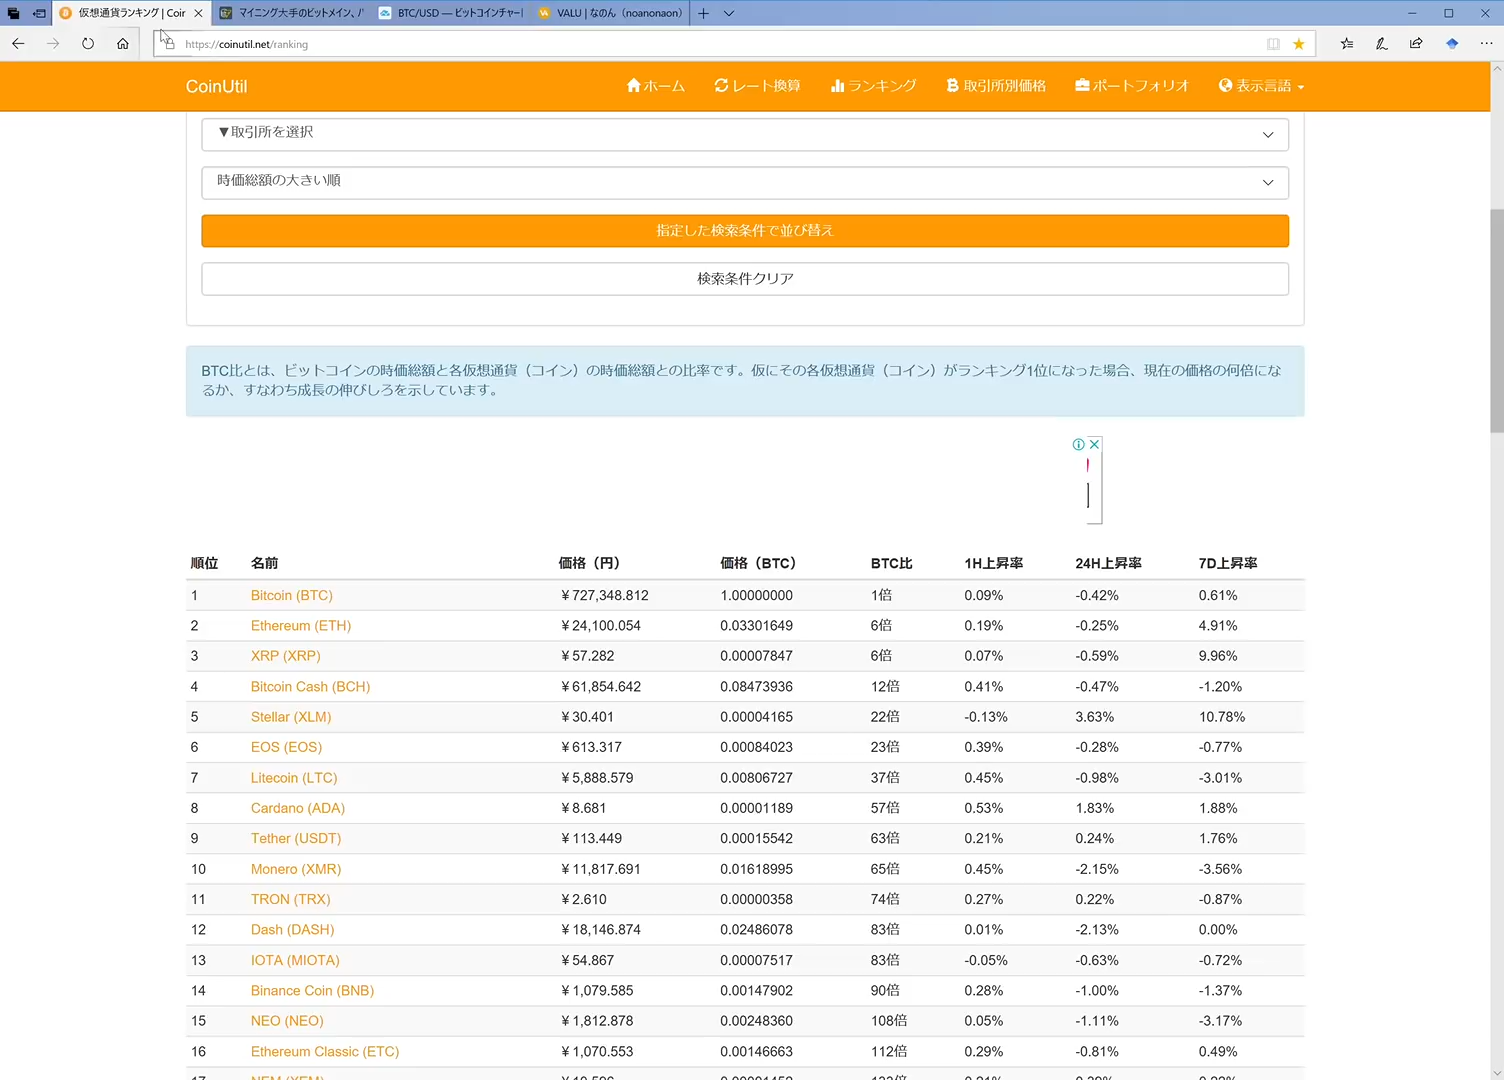 仮想通貨ランキング | Coir
マイニング大手のビットメイン、
BTC/USD — ビットコインチャー
VALU | なのん（noanonaon）
https://coinutil.net/ranking
CoinUtil
ホーム
レート換算
ランキング
取引所別価格
ポートフォリオ
表示言語
▼取引所を選択
時価総額の大きい順
指定した検索条件で並び替え
検索条件クリア
BTC比とは、ビットコインの時価総額と各仮想通貨（コイン）の時価総額との比率です。仮にその各仮想通貨（コイン）がランキング1位になった場合、現在の価格の何倍にな
るか、すなわち成長の伸びしろを示しています。
順位 名前 価格（円） 価格（BTC） BTC比 1H上昇率 24H上昇率 7D上昇率
1 Bitcoin (BTC) ¥727,348.812 1.00000000 1倍 0.09% -0.42% 0.61%
2 Ethereum (ETH) ¥24,100.054 0.03301649 6倍 0.19% -0.25% 4.91%
3 XRP (XRP) ¥57.282 0.00007847 6倍 0.07% -0.59% 9.96%
4 Bitcoin Cash (BCH) ¥61,854.642 0.08473936 12倍 0.41% -0.47% -1.20%
5 Stellar (XLM) ¥30.401 0.00004165 22倍 -0.13% 3.63% 10.78%
6 EOS (EOS) ¥613.317 0.00084023 23倍 0.39% -0.28% -0.77%
7 Litecoin (LTC) ¥5,888.579 0.00806727 37倍 0.45% -0.98% -3.01%
8 Cardano (ADA) ¥8.681 0.00001189 57倍 0.53% 1.83% 1.88%
9 Tether (USDT) ¥113.449 0.00015542 63倍 0.21% 0.24% 1.76%
10 Monero (XMR) ¥11,817.691 0.01618995 65倍 0.45% -2.15% -3.56%
11 TRON (TRX) ¥2.610 0.00000358 74倍 0.27% 0.22% -0.87%
12 Dash (DASH) ¥18,146.874 0.02486078 83倍 0.01% -2.13% 0.00%
13 IOTA (MIOTA) ¥54.867 0.00007517 83倍 -0.05% -0.63% -0.72%
14 Binance Coin (BNB) ¥1,079.585 0.00147902 90倍 0.28% -1.00% -1.37%
15 NEO (NEO) ¥1,812.878 0.00248360 108倍 0.05% -1.11% -3.17%
16 Ethereum Classic (ETC) ¥1,070.553 0.00146663 112倍 0.29% -0.81% 0.49%